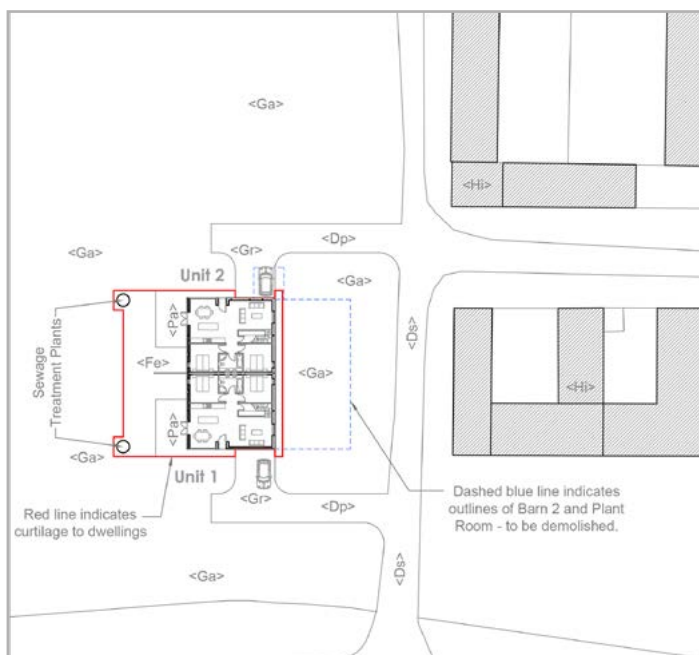 <Ga>
<Hi>
<Dp>
<Gr>
<Ga>
<Ga>
Unit 2
<Pa>
<Ds>
Sewage
Treatment Plants
<Fe>
<Ga>
<Hi>
<Pa>
<Ga>
Unit 1
<Gr>
Dashed blue line indicates
outlines of Barn 2 and Plant
Room - to be demolished.
Red line indicates
curtilage to dwellings
<Dp>
<Ds>
<Ga>